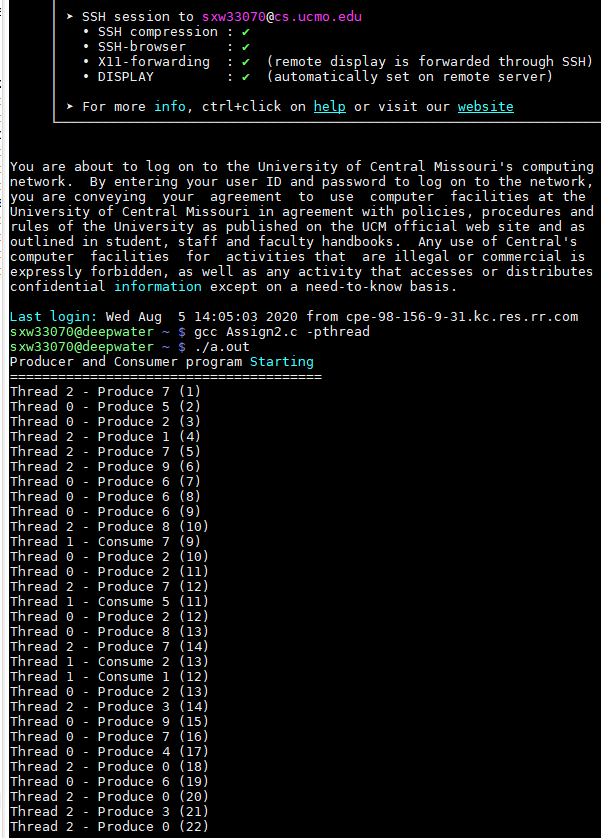 ➤ SSH session to sxw33070@cs.ucmo.edu
• SSH compression : ✔
• SSH-browser : ✔
• X11-forwarding : ✔ (remote display is forwarded through SSH)
• DISPLAY : ✔ (automatically set on remote server)
➤ For more info, ctrl+click on help or visit our website
You are about to log on to the University of Central Missouri's computing
network. By entering your user ID and password to log on to the network,
you are conveying your agreement to use computer facilities at the
University of Central Missouri in agreement with policies, procedures and
rules of the University as published on the UCM official web site and as
outlined in student, staff and faculty handbooks. Any use of Central's
computer facilities for activities that are illegal or commercial is
expressly forbidden, as well as any activity that accesses or distributes
confidential information except on a need-to-know basis.
Last login: Wed Aug 5 14:05:03 2020 from cpe-98-156-9-31.kc.res.rr.com
sxw33070@deepwater ~ $ gcc Assign2.c -pthread
sxw33070@deepwater ~ $ ./a.out
Producer and Consumer program Starting
=======================================
Thread 2 - Produce 7 (1)
Thread 0 - Produce 5 (2)
Thread 0 - Produce 2 (3)
Thread 2 - Produce 1 (4)
Thread 2 - Produce 7 (5)
Thread 2 - Produce 9 (6)
Thread 0 - Produce 6 (7)
Thread 0 - Produce 6 (8)
Thread 0 - Produce 6 (9)
Thread 2 - Produce 8 (10)
Thread 1 - Consume 7 (9)
Thread 0 - Produce 2 (10)
Thread 0 - Produce 2 (11)
Thread 2 - Produce 7 (12)
Thread 1 - Consume 5 (11)
Thread 0 - Produce 2 (12)
Thread 0 - Produce 8 (13)
Thread 2 - Produce 7 (14)
Thread 1 - Consume 2 (13)
Thread 1 - Consume 1 (12)
Thread 0 - Produce 2 (13)
Thread 2 - Produce 3 (14)
Thread 0 - Produce 9 (15)
Thread 0 - Produce 7 (16)
Thread 0 - Produce 4 (17)
Thread 2 - Produce 0 (18)
Thread 0 - Produce 6 (19)
Thread 2 - Produce 0 (20)
Thread 2 - Produce 3 (21)
Thread 2 - Produce 0 (22)